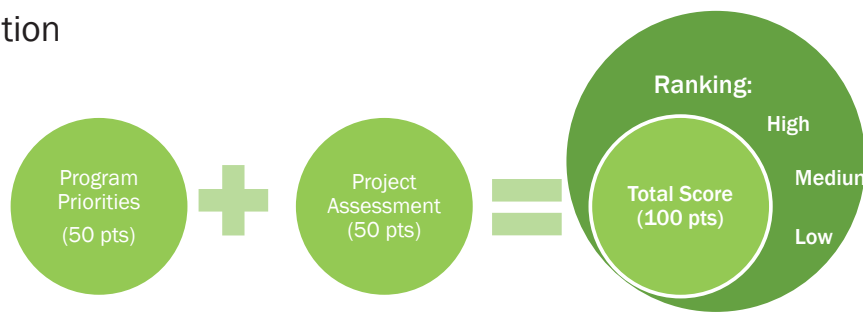 tion
Program
Priorities
(50 pts)
Project
Assessment
(50 pts)
Ranking:
High
Medium
Low
Total Score
(100 pts)